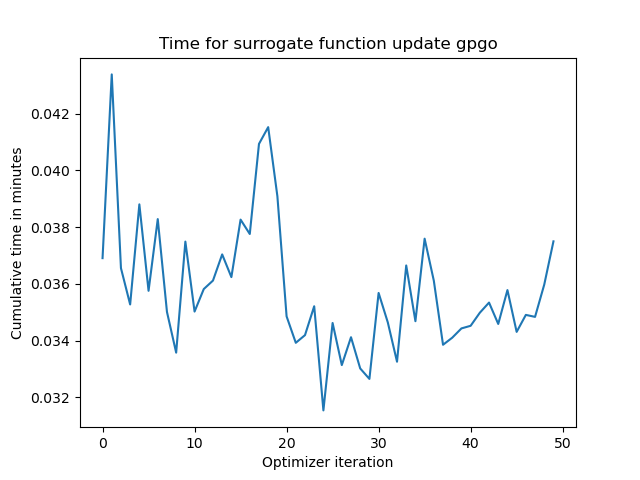 Time for surrogate function update gpgo
0.042
0.040
0.038
0.036
0.034
0.032
Cumulative time in minutes
0 10 20 30 40 50
Optimizer iteration